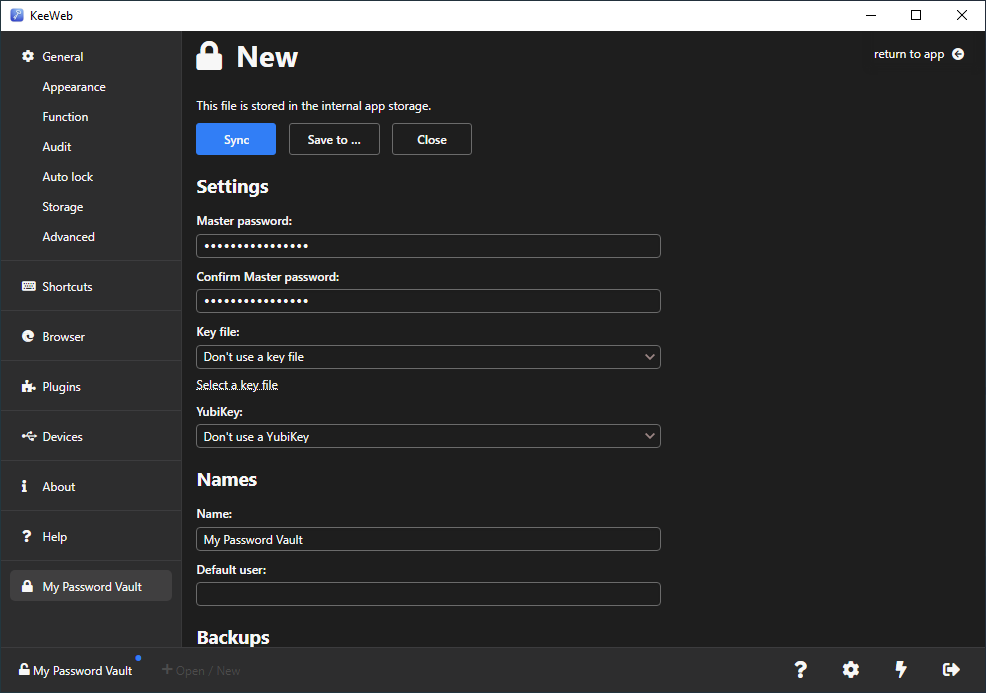 KeeWeb
General
Appearance
Function
Audit
Auto lock
Storage
Advanced
Shortcuts
Browser
Plugins
Devices
About
Help
My Password Vault
New
return to app
This file is stored in the internal app storage.
Sync
Save to ...
Close
Settings
Master password:
••••••••••••••••
Confirm Master password:
••••••••••••••••
Key file:
Don't use a key file
Select a key file
YubiKey:
Don't use a YubiKey
Names
Name:
My Password Vault
Default user:
Backups
My Password Vault
+ Open / New